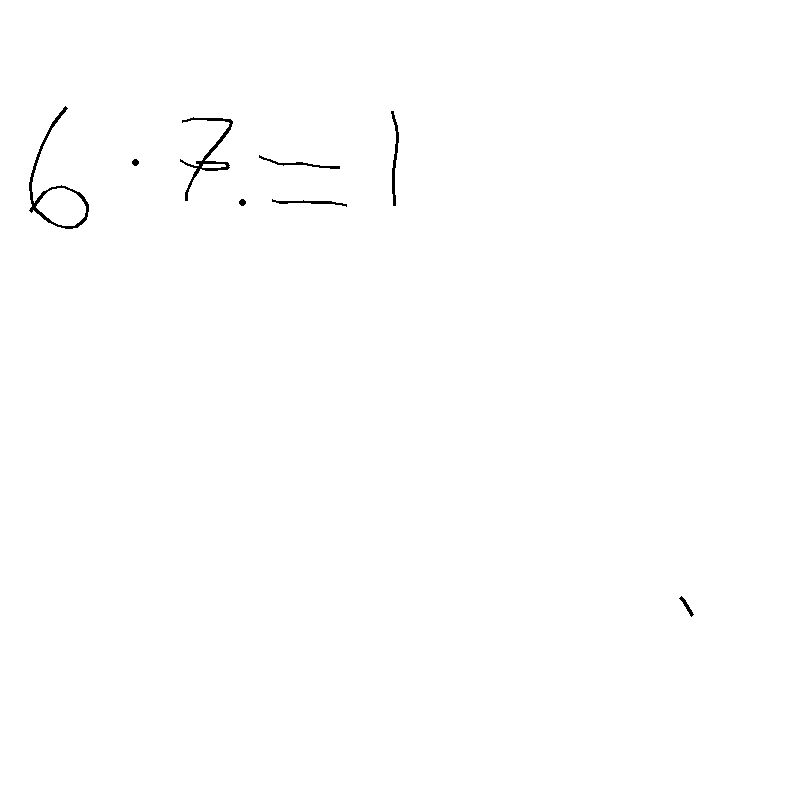 6 · 7. = 1